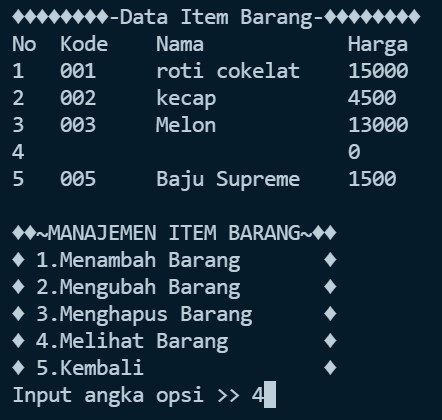 ♦♦♦♦♦♦♦♦-Data Item Barang-♦♦♦♦♦♦♦♦
No Kode Nama Harga
1 001 roti cokelat 15000
2 002 kecap 4500
3 003 Melon 13000
4 0
5 005 Baju Supreme 1500
♦♦~MANAJEMEN ITEM BARANG~♦♦
♦ 1.Menambah Barang ♦
♦ 2.Mengubah Barang ♦
♦ 3.Menghapus Barang ♦
♦ 4.Melihat Barang ♦
♦ 5.Kembali ♦
Input angka opsi >> 4